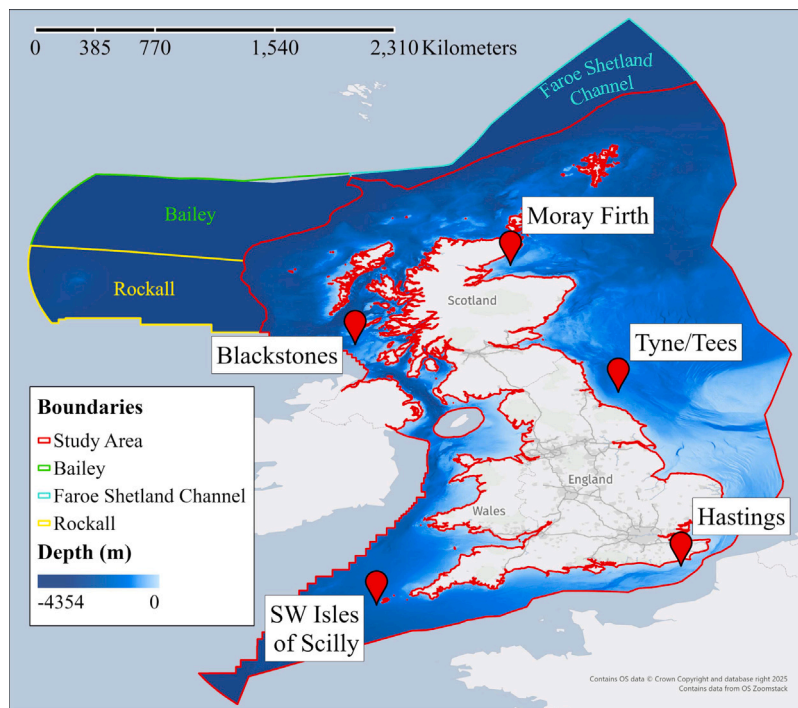 0 385 770 1,540 2,310 Kilometers
Faroe Shetland
Channel
Bailey
Moray Firth
Rockall
Scotland
Blackstones
Tyne/Tees
Boundaries
Study Area
Bailey
Faroe Shetland Channel
Rockall
Depth (m)
-4354 0
England
Wales
Hastings
SW Isles
of Scilly
Contains OS data © Crown Copyright and database right 2025
Contains data from OS Zoomstack